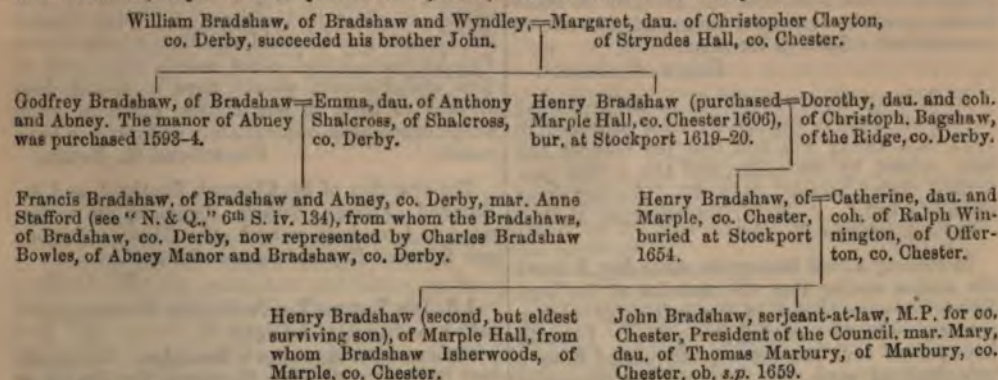 William Bradshaw, of Bradshaw and Wyndley,=Margaret, dau. of Christopher Clayton,
co. Derby, succeeded his brother John. of Stryndes Hall, co. Chester.
Godfrey Bradshaw, of Bradshaw=Emma, dau. of Anthony
and Abney. The manor of Abney Shalcross, of Shalcross,
was purchased 1593-4. co. Derby.
Henry Bradshaw (purchased=Dorothy, dau. and coh.
Marple Hall, co. Chester 1606), of Christoph. Bagshaw,
bur. at Stockport 1619-20. of the Ridge, co. Derby.
Francis Bradshaw, of Bradshaw and Abney, co. Derby, mar. Anne
Stafford (see "N. & Q.," 6th S. iv. 134), from whom the Bradshaws,
of Bradshaw, co. Derby, now represented by Charles Bradshaw
Bowles, of Abney Manor and Bradshaw, co. Derby.
Henry Bradshaw, of=Catherine, dau. and
Marple, co. Chester, coh. of Ralph Win-
buried at Stockport nington, of Offer-
1654. ton, co. Chester.
Henry Bradshaw (second, but eldest
surviving son), of Marple Hall, from
whom Bradshaw Isherwoods, of
Marple, co. Chester.
John Bradshaw, serjeant-at-law, M.P. for co.
Chester, President of the Council, mar. Mary,
dau. of Thomas Marbury, of Marbury, co.
Chester, ob. s.p. 1659.